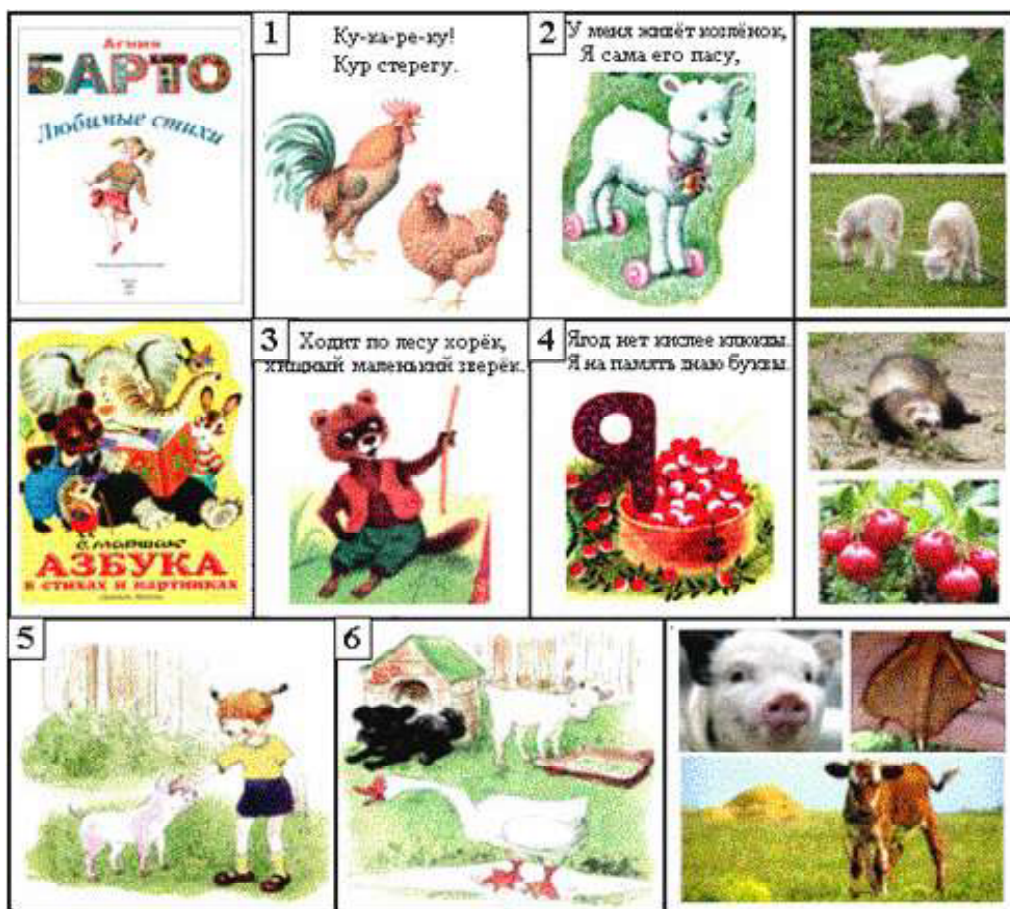 Агния
БАРТО
Любимые стихи
1
Ку-ка-ре-ку!
Кур стерегу.
2
У меня живёт козлёнок,
Я сама его пасу,
3
Ходит по лесу хорёк,
хищный маленький зверёк.
4
Ягод нет кислее клюквы.
Я на память знаю буквы.
Я
С. Маршак
АЗБУКА
в стихах и картинках
5
6